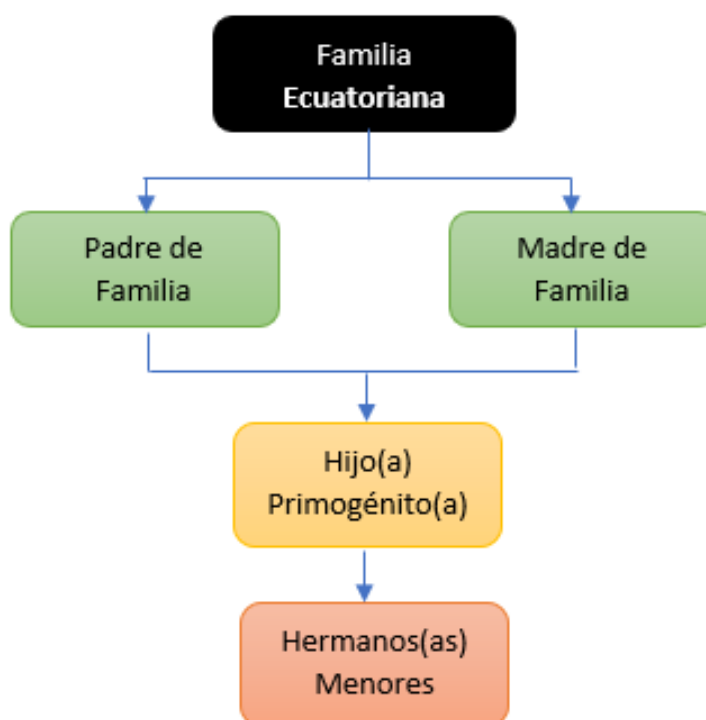 Familia
Ecuatoriana
Padre de
Familia
Madre de
Familia
Hijo(a)
Primogénito(a)
Hermanos(as)
Menores